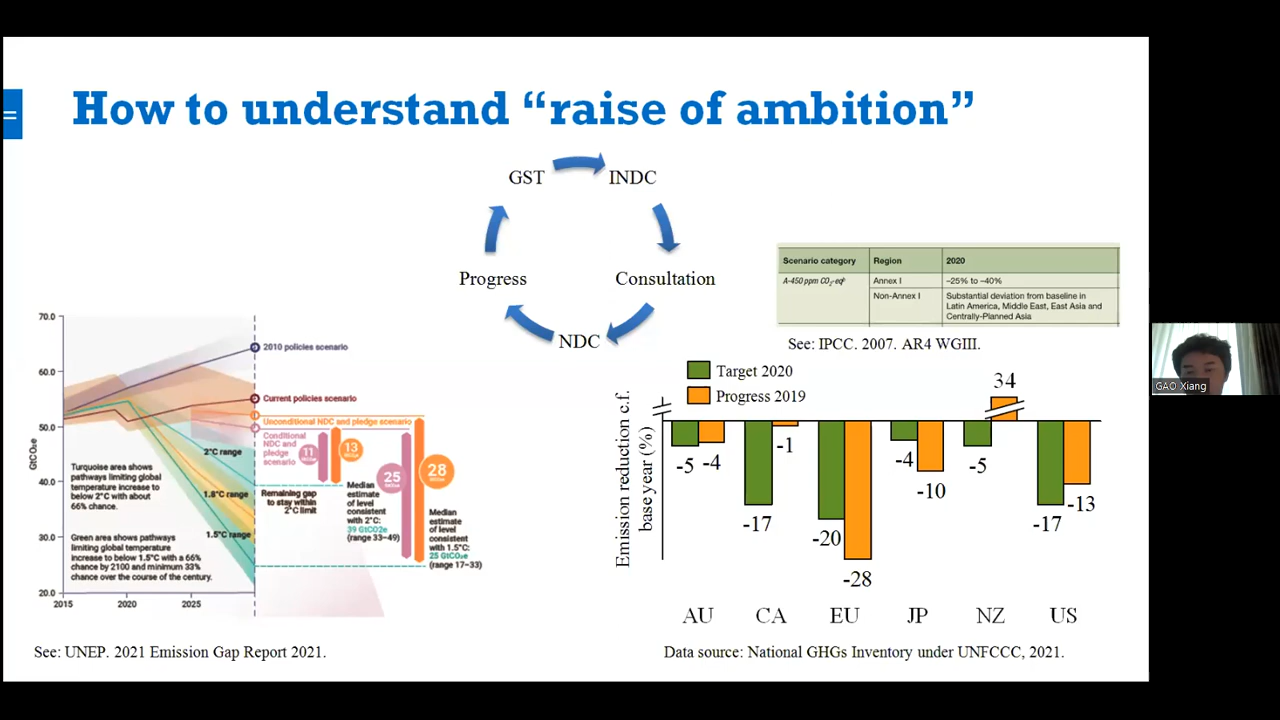 How to understand “raise of ambition”
GST
INDC
Progress
Consultation
NDC
Scenario category
Region
2020
A-450 ppm CO2-eqb
Annex I
–25% to –40%
Non-Annex I
Substantial deviation from baseline in
Latin America, Middle East, East Asia and
Centrally-Planned Asia
See: IPCC. 2007. AR4 WGIII.
70.0
60.0
50.0
40.0
30.0
20.0
GtCO2e
2015
2020
2025
2010 policies scenario
Current policies scenario
Unconditional NDC and pledge scenario
Conditional
NDC and
pledge
scenario
11
13
25
28
2°C range
1.8°C range
1.5°C range
Remaining gap
to stay within
2°C limit
Median
estimate
of level
consistent
with 2°C:
39 GtCO2e
(range 33–49)
Median
estimate
of level
consistent
with 1.5°C:
25 GtCO2e
(range 17–33)
Turquoise area shows
pathways limiting global
temperature increase to
below 2°C with about
66% chance.
Green area shows pathways
limiting global temperature
increase to below 1.5°C with a 66%
chance by 2100 and minimum 33%
chance over the course of the century.
See: UNEP. 2021 Emission Gap Report 2021.
Target 2020
Progress 2019
Emission reduction c.f.
base year (%)
-5
-4
-17
-1
-20
-28
-4
-10
-5
34
-17
-13
AU
CA
EU
JP
NZ
US
Data source: National GHGs Inventory under UNFCCC, 2021.
GAO Xiang